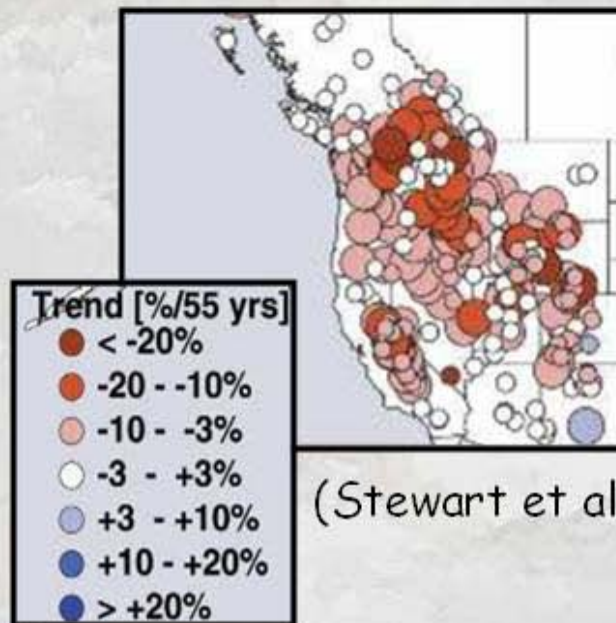 Trend [%/55 yrs]
< -20%
-20 - -10%
-10 - -3%
-3 - +3%
+3 - +10%
+10 - +20%
> +20%
(Stewart et al